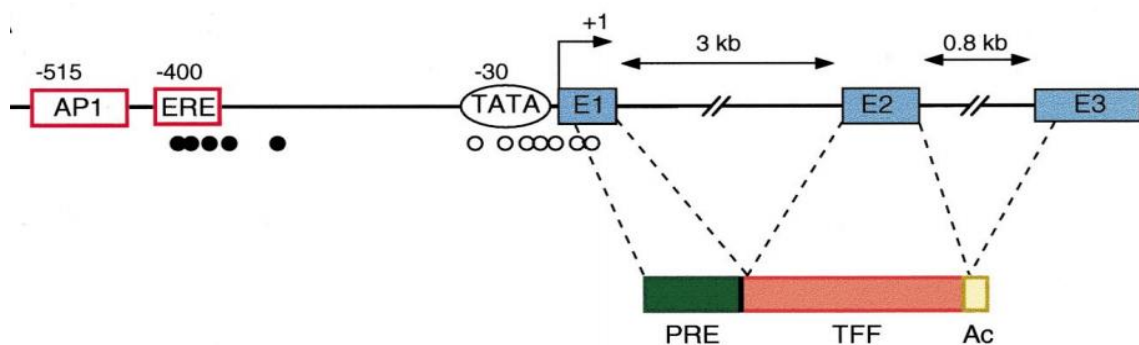 +1
3 kb
0.8 kb
-515
-400
-30
AP1
ERE
TATA
E1
E2
E3
PRE
TFF
Ac